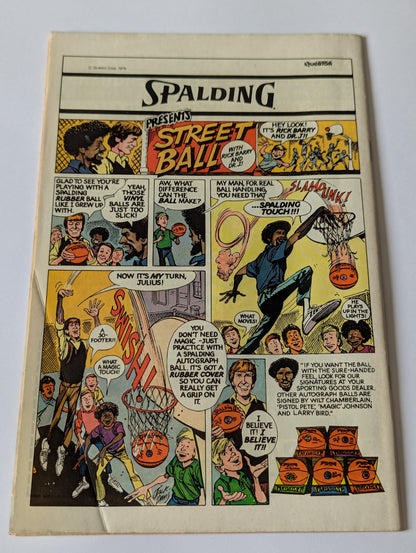 © Questor Corp. 1979
QUESTOR
SPALDING
PRESENTS
STREET
BALL
WITH
RICK BARRY
AND
DR. J!
HEY LOOK!
IT'S RICK BARRY
AND DR. J!!!
GLAD TO SEE YOU'RE
PLAYING WITH A
SPALDING
RUBBER BALL
LIKE I GREW UP
WITH.
YEAH,
THOSE
VINYL
BALLS ARE
JUST TOO
SLICK!
AW, WHAT
DIFFERENCE
CAN THE
BALL MAKE?
MY MAN, FOR REAL
BALL HANDLING,
YOU NEED THAT...
...SPALDING
TOUCH!!!
SLAM
DUNK!
WHAT
MOVES!
HE
PLAYS
UP IN THE
LIGHTS!
NOW IT'S MY TURN,
JULIUS!
A
20-
FOOTER!!
WHAT
A MAGIC
TOUCH!
SWISH!
YOU
DON'T NEED
MAGIC-JUST
PRACTICE WITH
A SPALDING
AUTOGRAPH
BALL. IT'S GOT A
RUBBER COVER
SO YOU CAN
REALLY GET
A GRIP ON
IT.
I
BELIEVE
IT! I
BELIEVE
IT!!
"IF YOU WANT THE BALL
WITH THE SURE-HANDED
FEEL, LOOK FOR OUR
SIGNATURES AT YOUR
SPORTING GOODS DEALER.
OTHER AUTOGRAPH BALLS ARE
SIGNED BY WILT CHAMBERLAIN,
'PISTOL PETE', 'MAGIC' JOHNSON
AND LARRY BIRD."